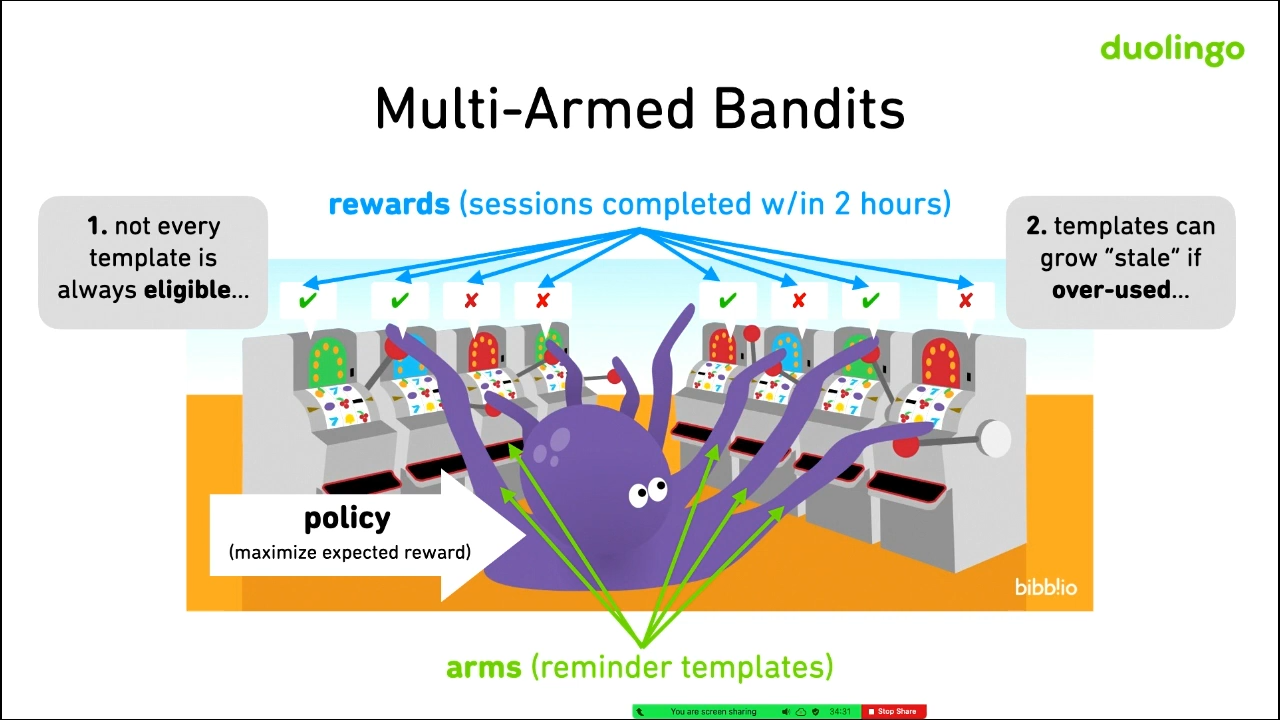 duolingo
Multi-Armed Bandits
rewards (sessions completed w/in 2 hours)
1. not every
template is
always eligible...
2. templates can
grow “stale” if
over-used...
policy
(maximize expected reward)
bibblio
arms (reminder templates)
You are screen sharing
34:31
Stop Share